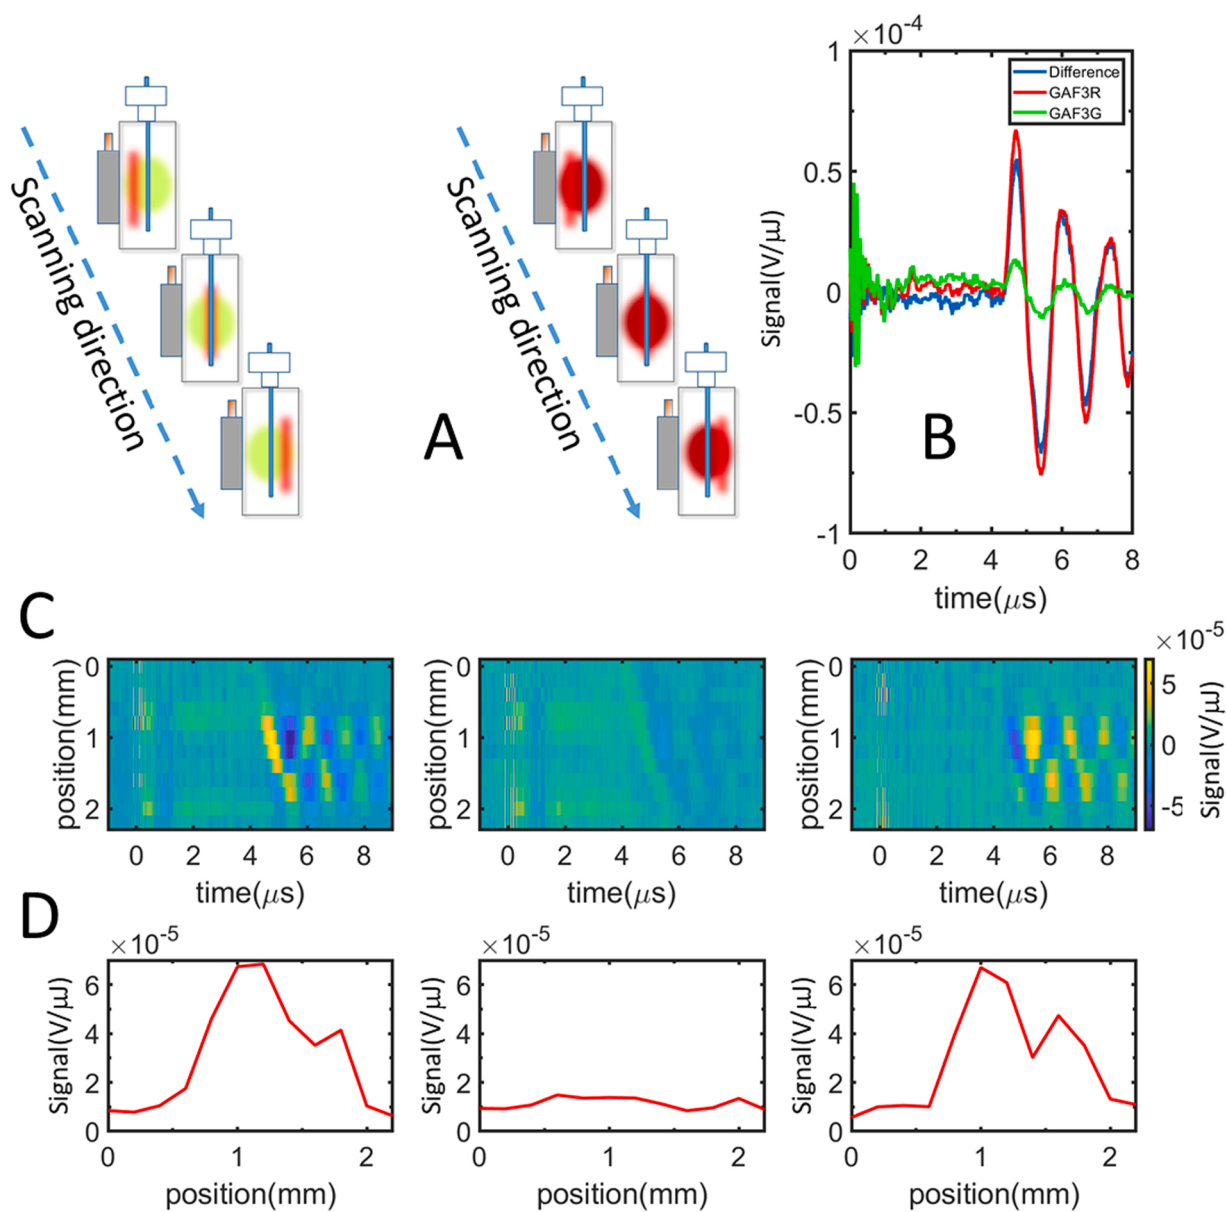 Scanning direction
Scanning direction
A
×10-4
1
0.5
0
-0.5
-1
Signal(V/μJ)
Difference
GAF3R
GAF3G
B
0 2 4 6 8
time(μs)
C
position(mm)
0
1
2
0 2 4 6 8
time(μs)
position(mm)
0
1
2
0 2 4 6 8
time(μs)
position(mm)
0
1
2
0 2 4 6 8
time(μs)
×10-5
5
0
-5
Signal(V/μJ)
D
×10-5
Signal(V/μJ)
6
4
2
0
0 1 2
position(mm)
×10-5
Signal(V/μJ)
6
4
2
0
0 1 2
position(mm)
×10-5
Signal(V/μJ)
6
4
2
0
0 1 2
position(mm)